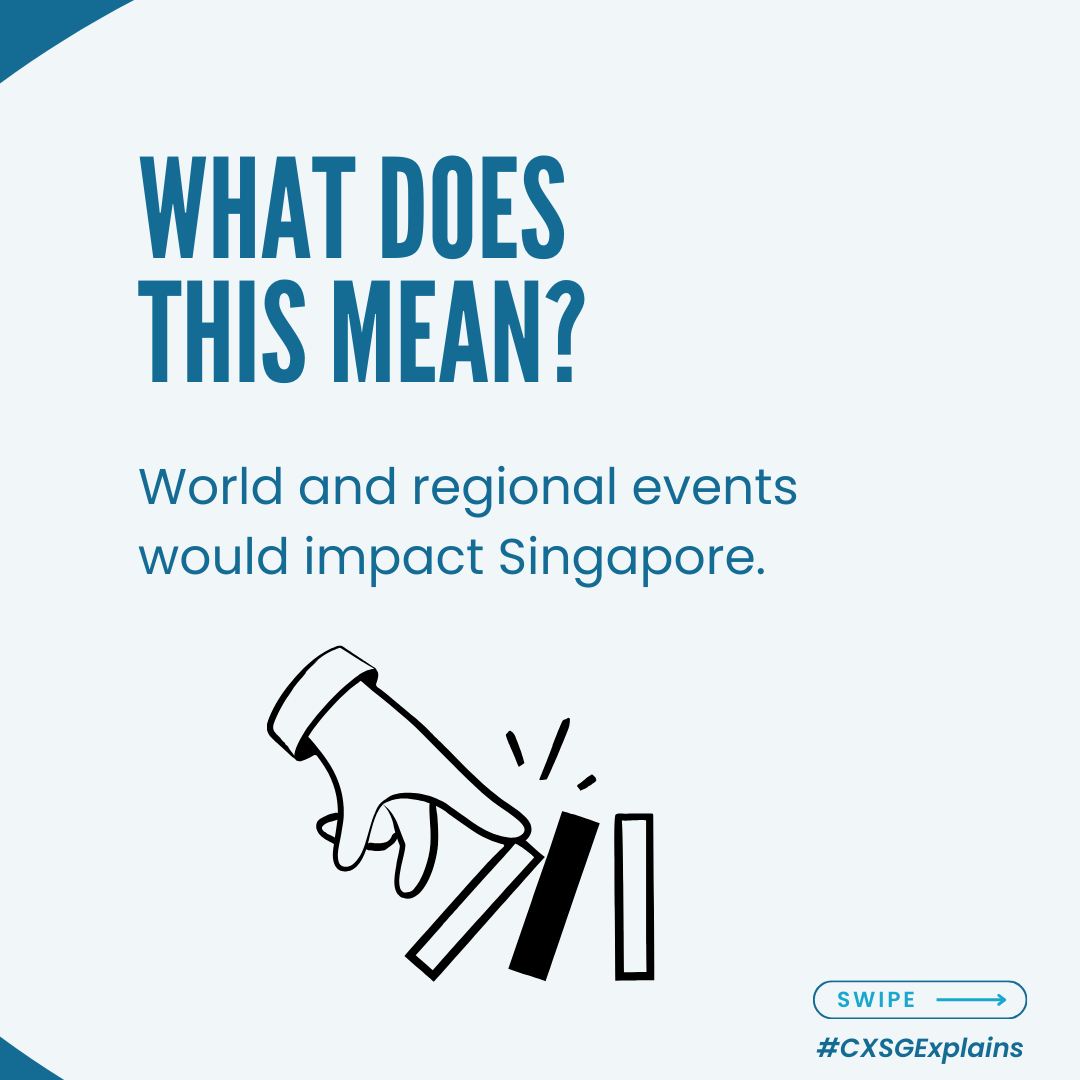 WHAT DOES
THIS MEAN?
World and regional events
would impact Singapore.
SWIPE
#CXSGExplains